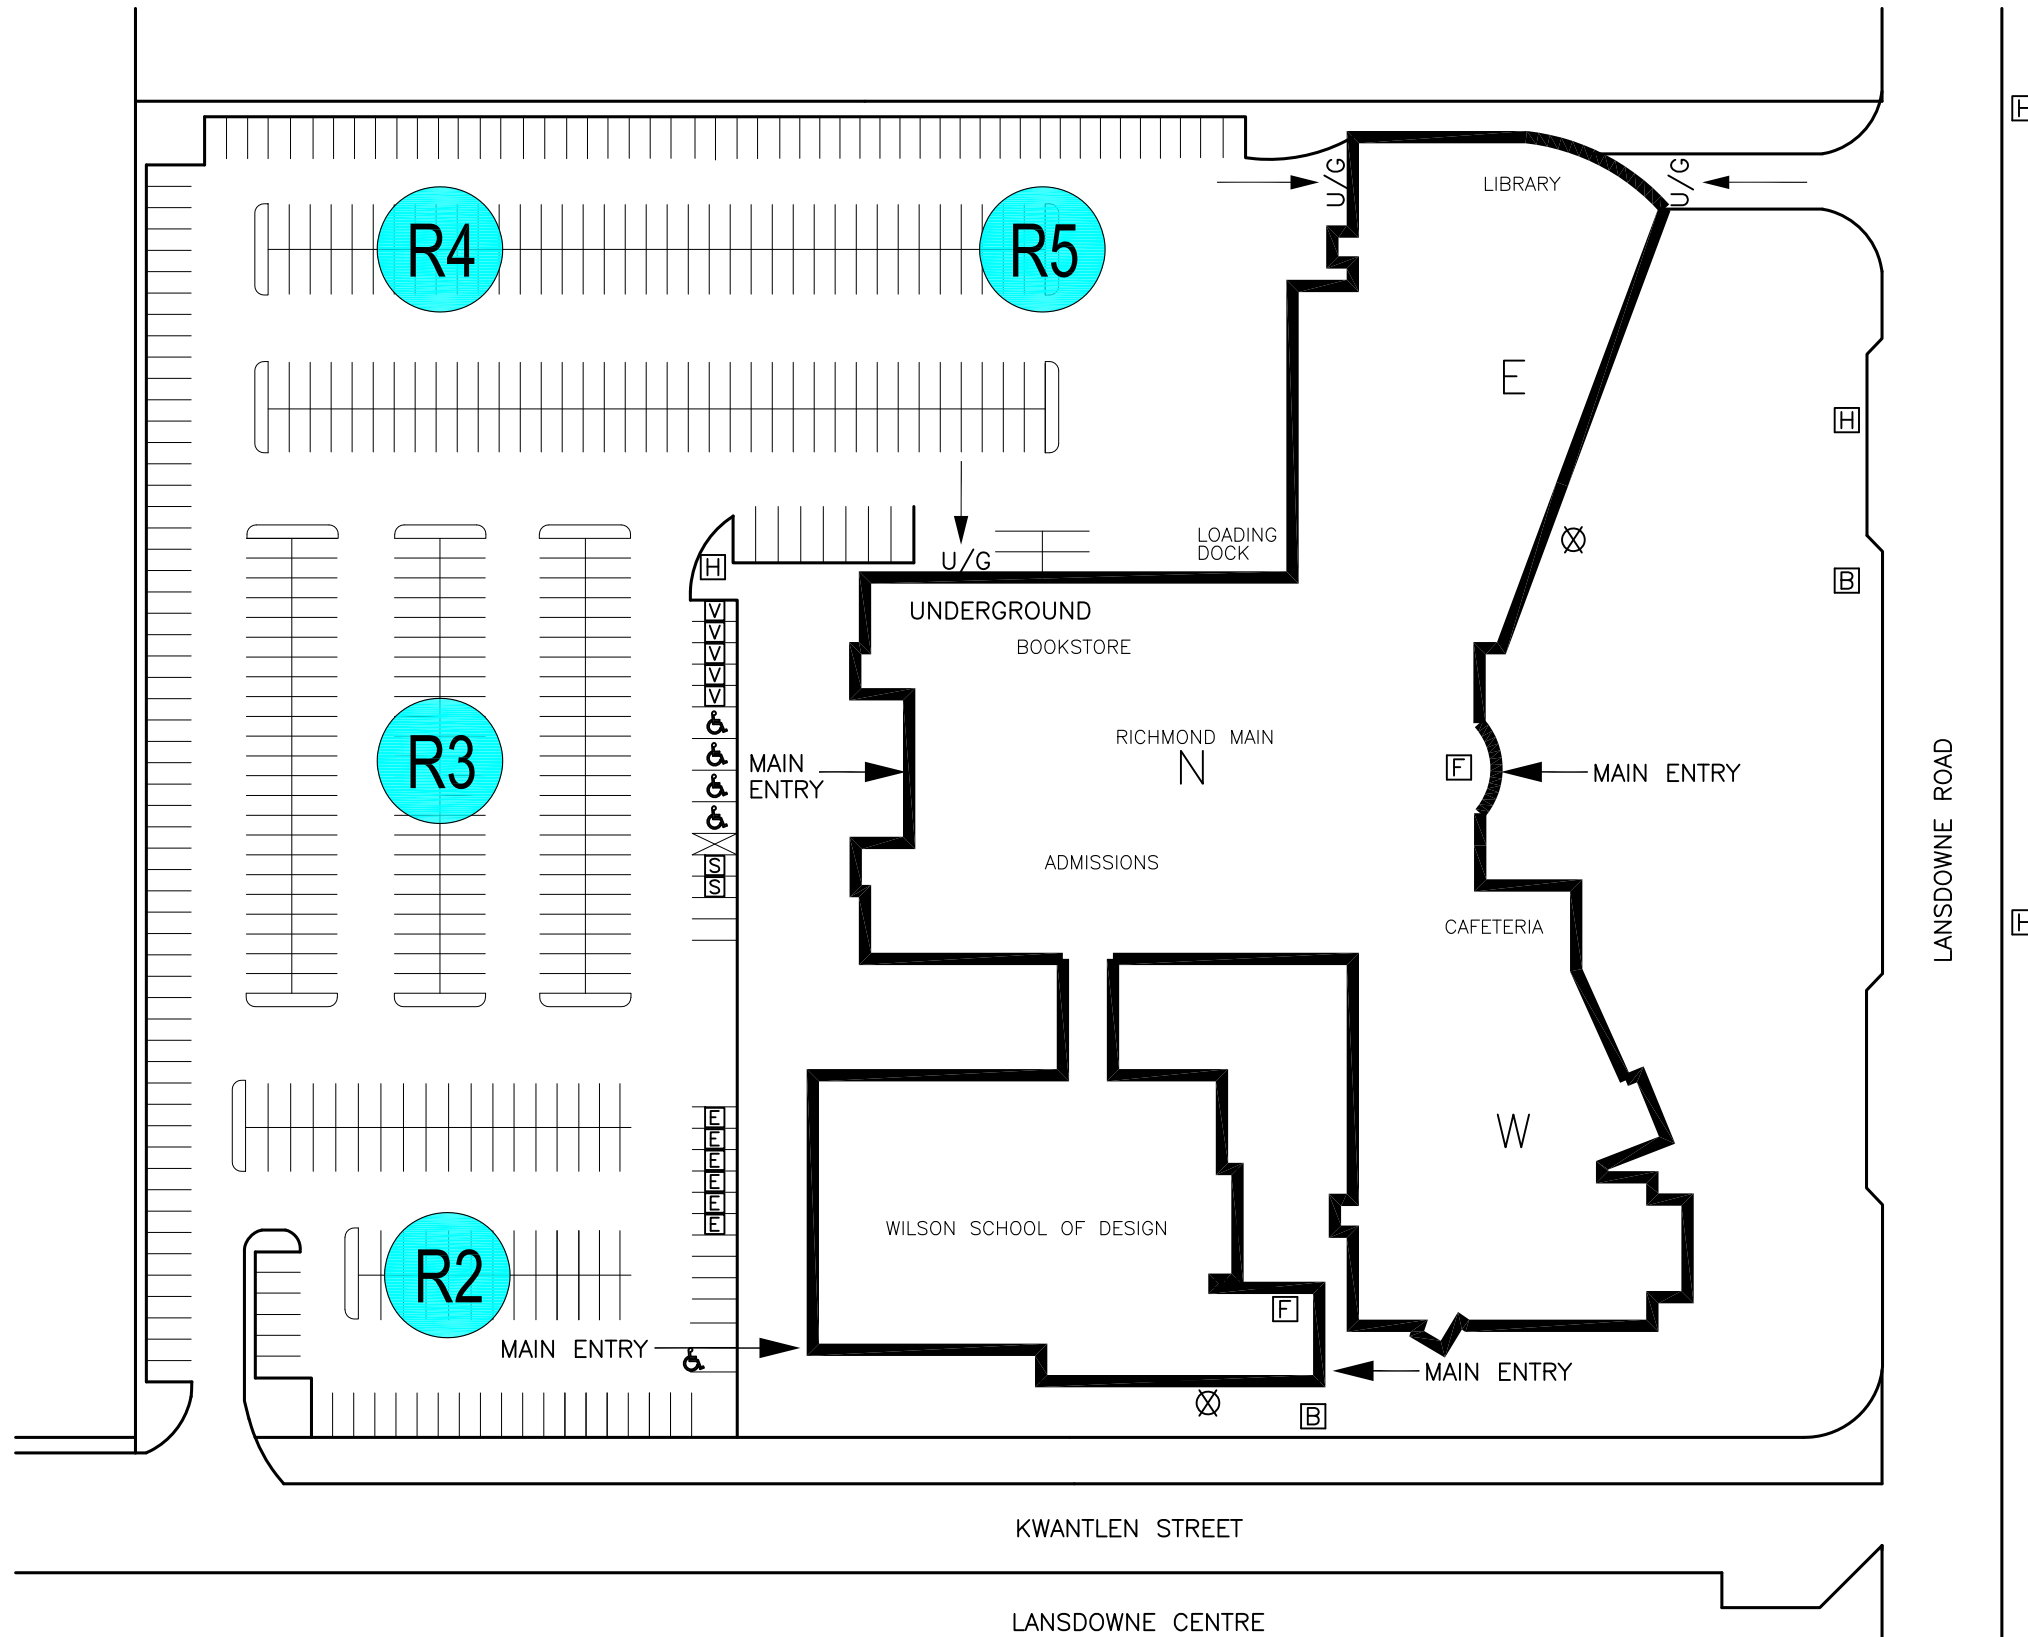 H
U/G
U/G
LIBRARY
R4
R5
E
H
LOADING
DOCK
U/G
H
B
UNDERGROUND
V
V
V
V
V
BOOKSTORE
RICHMOND MAIN
N
MAIN
ENTRY
F
MAIN ENTRY
R3
LANSDOWNE ROAD
ADMISSIONS
S
S
CAFETERIA
H
E
E
E
E
E
E
W
WILSON SCHOOL OF DESIGN
R2
F
MAIN ENTRY
MAIN ENTRY
B
KWANTLEN STREET
LANSDOWNE CENTRE